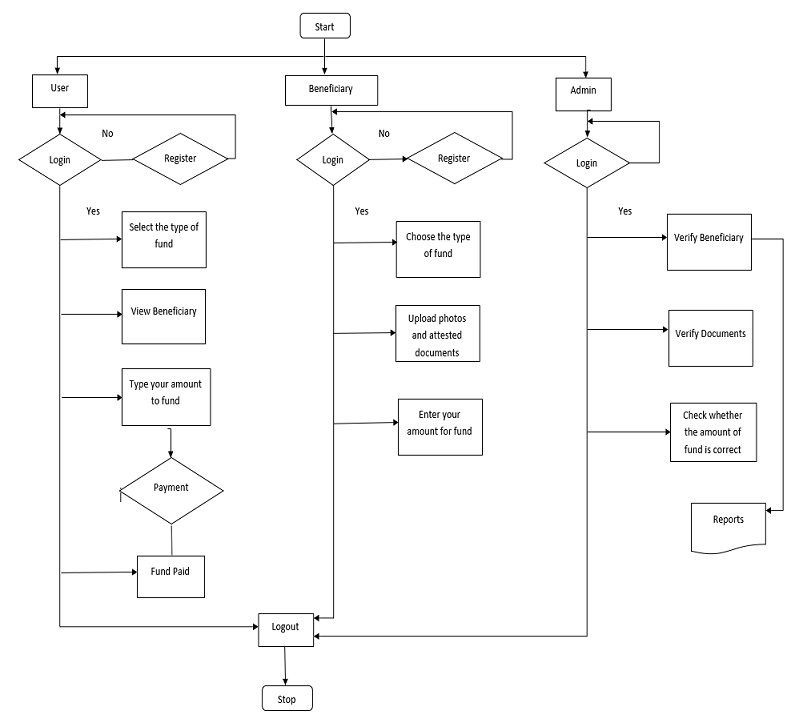 Start
User
Beneficiary
Admin
No
No
Login
Register
Login
Register
Login
Yes
Yes
Yes
Select the type of
fund
Choose the type
of fund
Verify Beneficiary
View Beneficiary
Upload photos
and attested
documents
Verify Documents
Type your amount
to fund
Enter your
amount for fund
Check whether
the amount of
fund is correct
Payment
Reports
Fund Paid
Logout
Stop